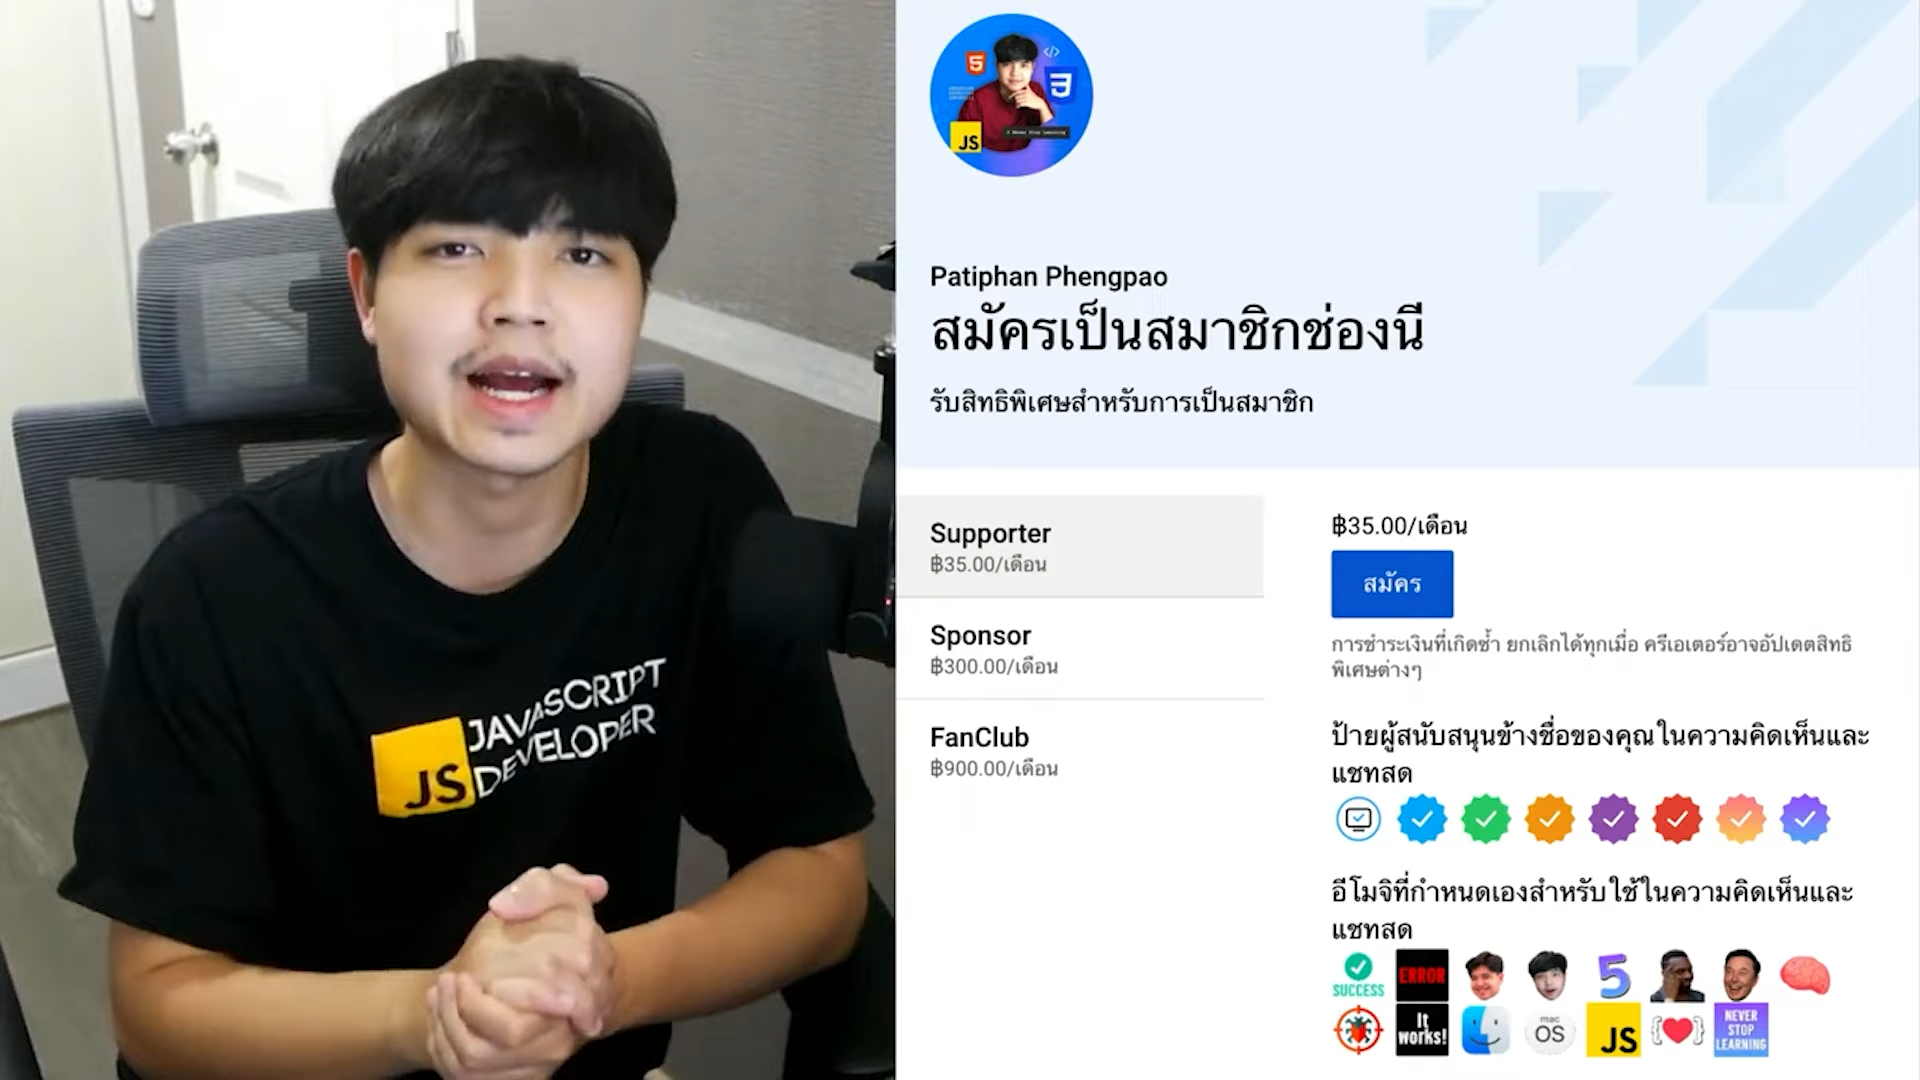 JAVASCRIPT
DEVELOPER
JS
5
</>
3
JS
I Never Stop Learning
Patiphan Phengpao
สมัครเป็นสมาชิกช่องนี้
รับสิทธิพิเศษสำหรับการเป็นสมาชิก
Supporter
฿35.00/เดือน
Sponsor
฿300.00/เดือน
FanClub
฿900.00/เดือน
฿35.00/เดือน
สมัคร
การชำระเงินที่เกิดซ้ำ ยกเลิกได้ทุกเมื่อ ครีเอเตอร์อาจอัปเดตสิทธิ
พิเศษต่างๆ
ป้ายผู้สนับสนุนข้างชื่อของคุณในความคิดเห็นและ
แชทสด
อีโมจิที่กำหนดเองสำหรับใช้ในความคิดเห็นและ
แชทสด
SUCCESS
ERROR
5
It
works!
mac
OS
JS
NEVER
STOP
LEARNING